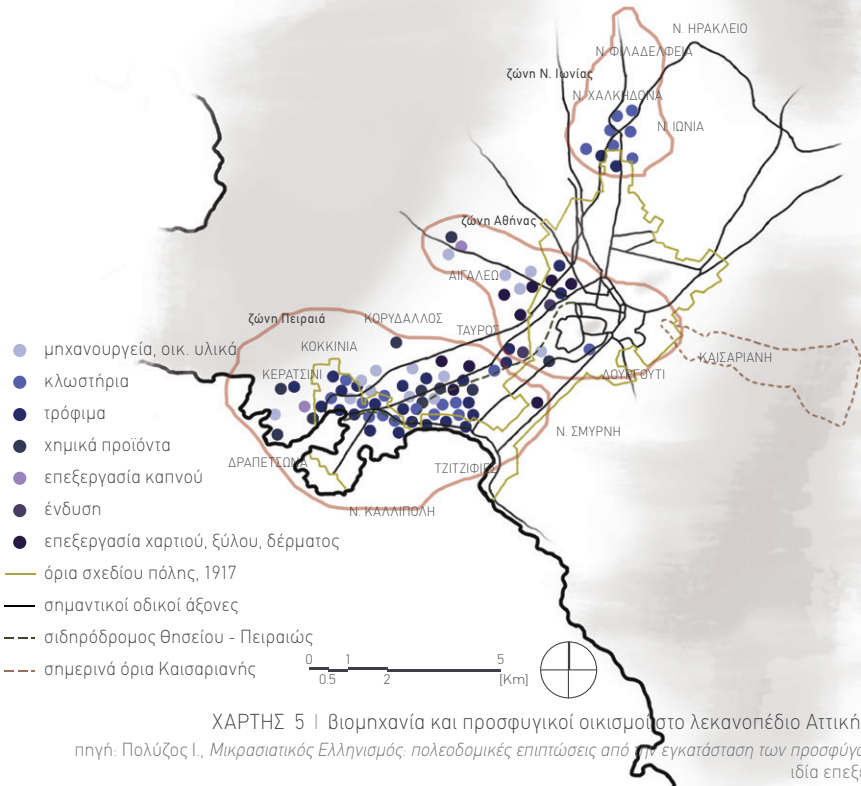 Ν. ΗΡΑΚΛΕΙΟ
Ν. ΦΙΛΑΔΕΛΦΕΙΑ
ζώνη Ν. Ιωνίας
Ν. ΧΑΛΚΗΔΟΝΑ
Ν. ΙΩΝΙΑ
ζώνη Αθήνας
ΑΙΓΑΛΕΩ
ζώνη Πειραιά
ΚΟΡΥΔΑΛΛΟΣ
ΤΑΥΡΟΣ
ΚΟΚΚΙΝΙΑ
ΚΑΙΣΑΡΙΑΝΗ
ΚΕΡΑΤΣΙΝΙ
ΔΟΥΡΓΟΥΤΙ
Ν. ΣΜΥΡΝΗ
ΔΡΑΠΕΤΣΩΝΑ
ΤΖΙΤΖΙΦΙΕΣ
Ν. ΚΑΛΛΙΠΟΛΗ
μηχανουργεία, οικ. υλικά
κλωστήρια
τρόφιμα
χημικά προϊόντα
επεξεργασία καπνού
ένδυση
επεξεργασία χαρτιού, ξύλου, δέρματος
όρια σχεδίου πόλης, 1917
σημαντικοί οδικοί άξονες
σιδηρόδρομος Θησείου - Πειραιώς
σημερινά όρια Καισαριανής
0 1 5
0.5 2 [Km]
ΧΑΡΤΗΣ 5 | βιομηχανία και προσφυγικοί οικισμοί στο λεκανοπέδιο Αττική
πηγή: Πολύζος Ι., Μικρασιατικός Ελληνισμός: πολεοδομικές επιπτώσεις από την εγκατάσταση των προσφύγω
ιδία επεξε